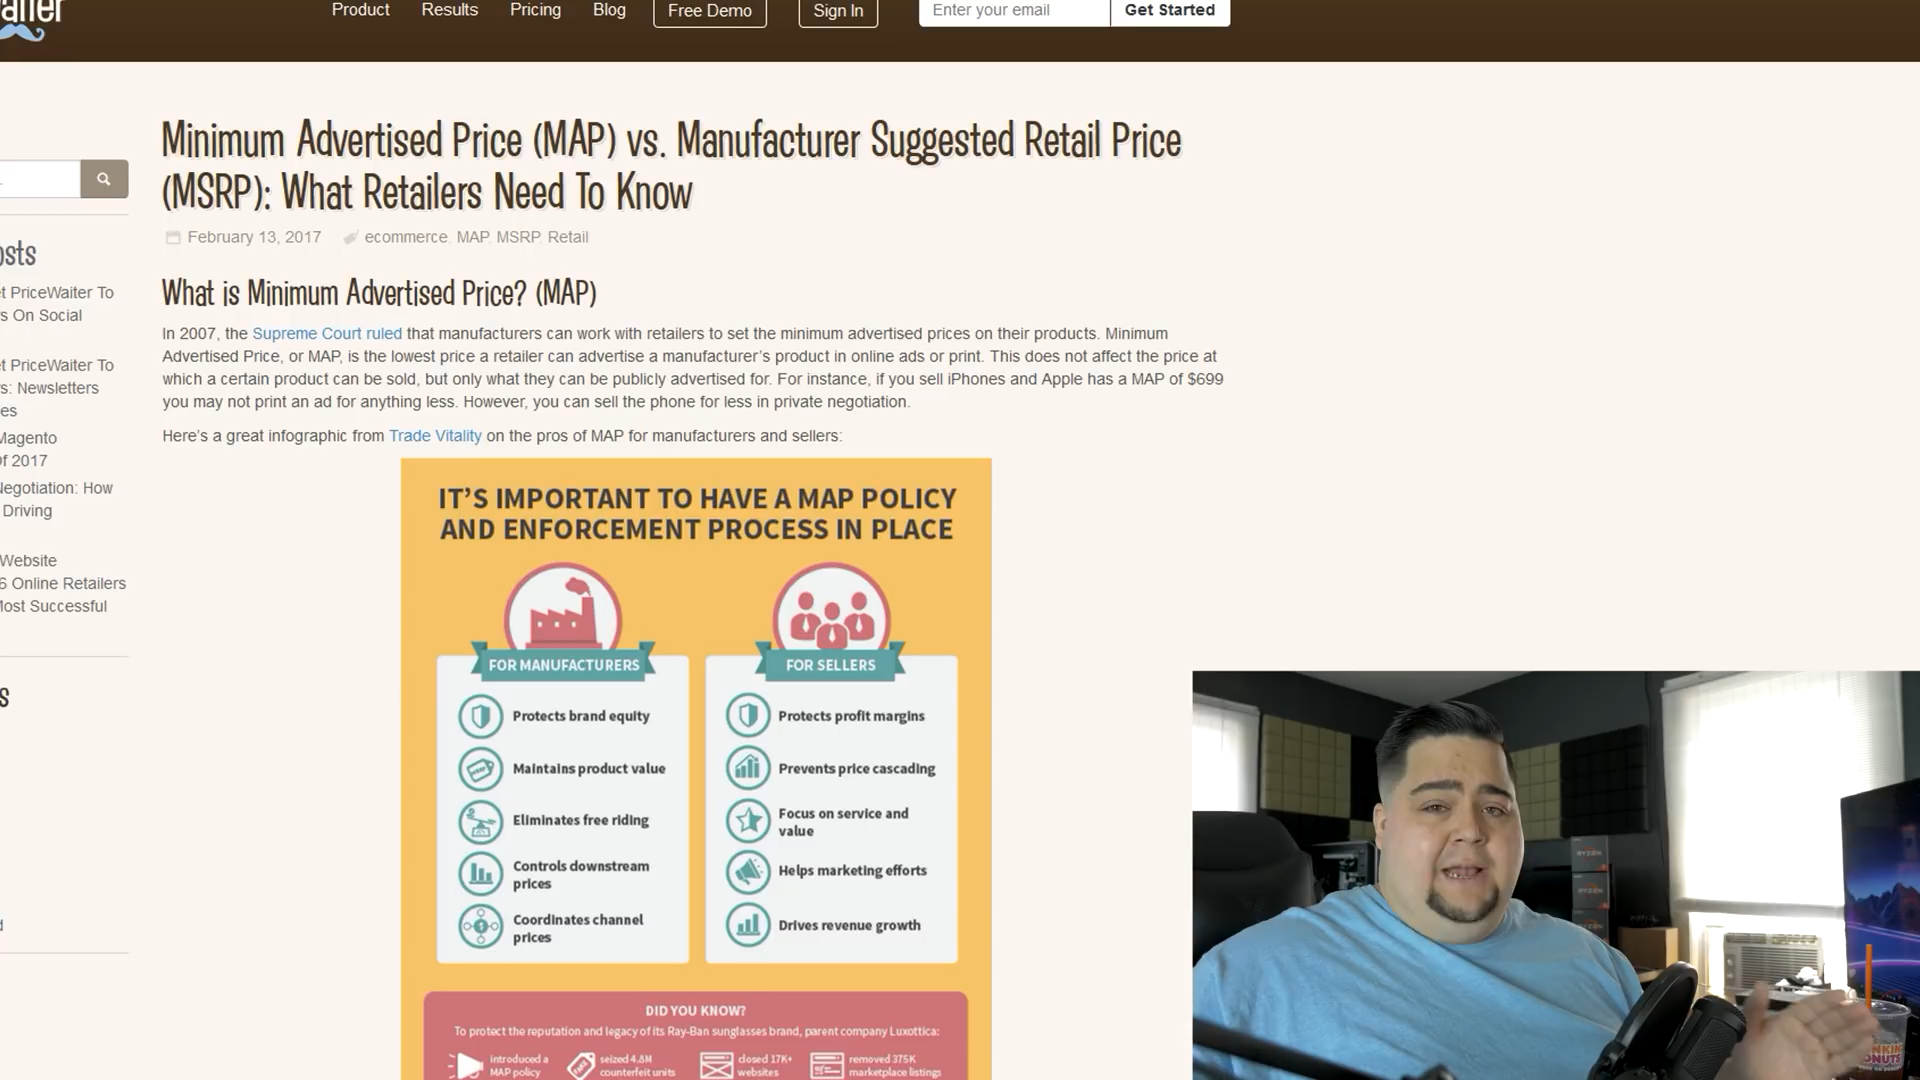 Product Results Pricing Blog Free Demo Sign In Enter your email Get Started
Minimum Advertised Price (MAP) vs. Manufacturer Suggested Retail Price
(MSRP): What Retailers Need To Know
February 13, 2017 ecommerce, MAP, MSRP, Retail
What is Minimum Advertised Price? (MAP)
In 2007, the Supreme Court ruled that manufacturers can work with retailers to set the minimum advertised prices on their products. Minimum
Advertised Price, or MAP, is the lowest price a retailer can advertise a manufacturer's product in online ads or print. This does not affect the price at
which a certain product can be sold, but only what they can be publicly advertised for. For instance, if you sell iPhones and Apple has a MAP of $699
you may not print an ad for anything less. However, you can sell the phone for less in private negotiation.
Here's a great infographic from Trade Vitality on the pros of MAP for manufacturers and sellers:
osts
t PriceWaiter To
s On Social
t PriceWaiter To
s: Newsletters
es
Magento
Of 2017
Negotiation: How
Driving
Website
6 Online Retailers
Most Successful
s
IT'S IMPORTANT TO HAVE A MAP POLICY
AND ENFORCEMENT PROCESS IN PLACE
FOR MANUFACTURERS
Protects brand equity
Maintains product value
Eliminates free riding
Controls downstream
prices
Coordinates channel
prices
FOR SELLERS
Protects profit margins
Prevents price cascading
Focus on service and
value
Helps marketing efforts
Drives revenue growth
DID YOU KNOW?
To protect the reputation and legacy of its Ray-Ban sunglasses brand, parent company Luxottica:
introduced a
MAP policy
seized 4.8M
counterfeit units
closed 17K+
websites
removed 375K
marketplace listings
RYZEN
RYZEN